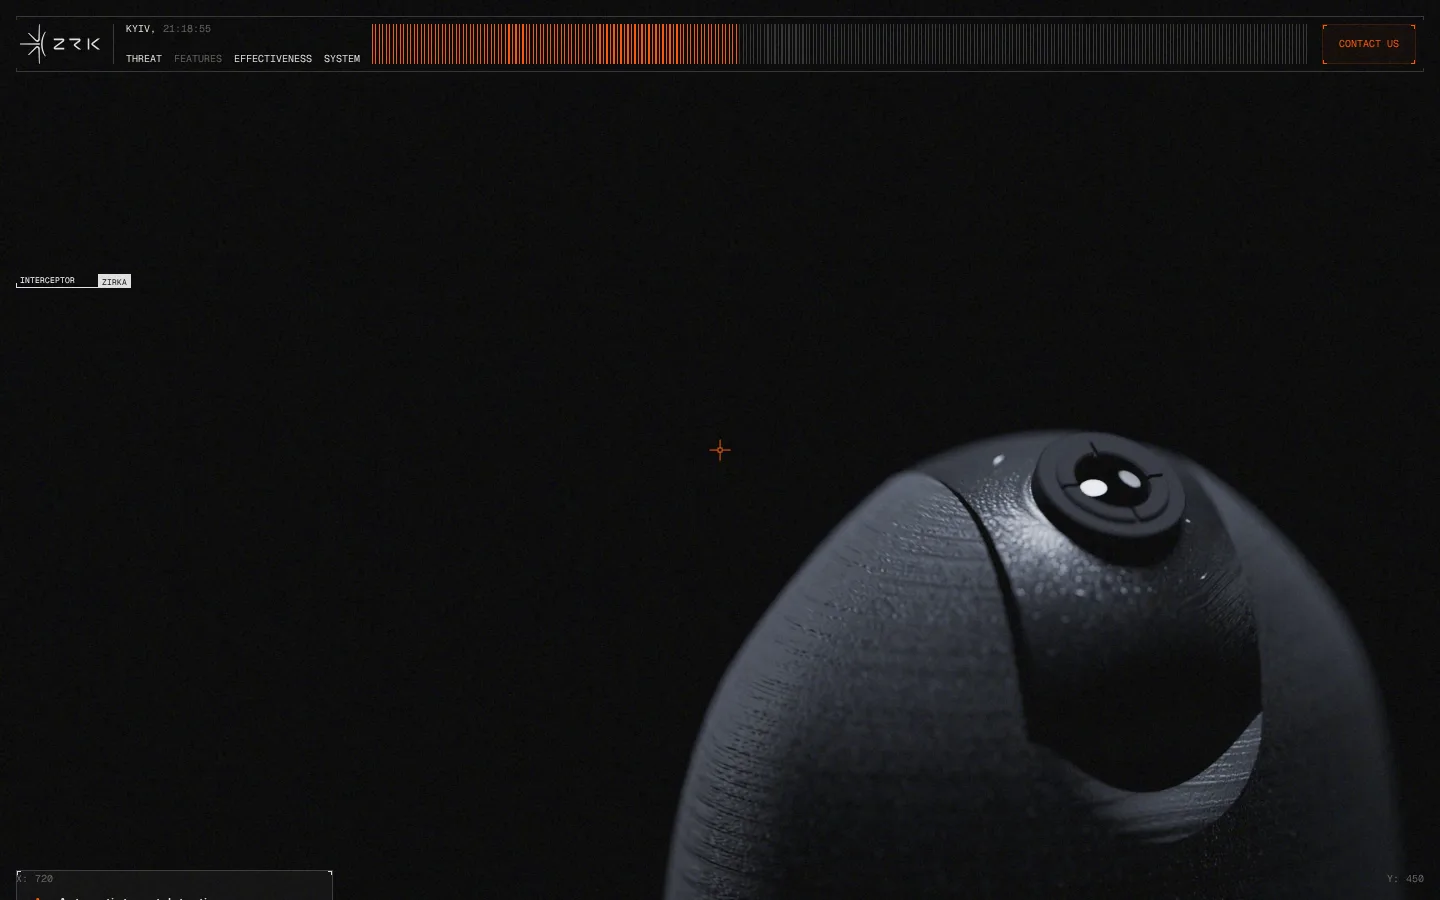 ZRK
KYIV, 21:18:55
THREAT FEATURES EFFECTIVENESS SYSTEM
CONTACT US
INTERCEPTOR ZIRKA
X: 720
Y: 450